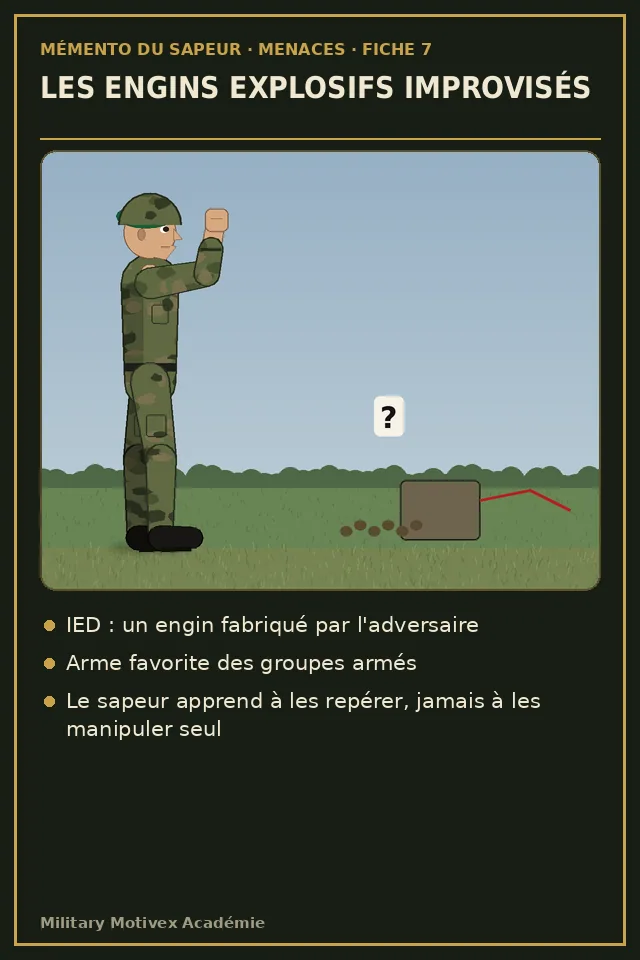 MÉMENTO DU SAPEUR · MENACES · FICHE 7
LES ENGINS EXPLOSIFS IMPROVISÉS
?
IED : un engin fabriqué par l'adversaire
Arme favorite des groupes armés
Le sapeur apprend à les repérer, jamais à les
manipuler seul
Military Motivex Académie